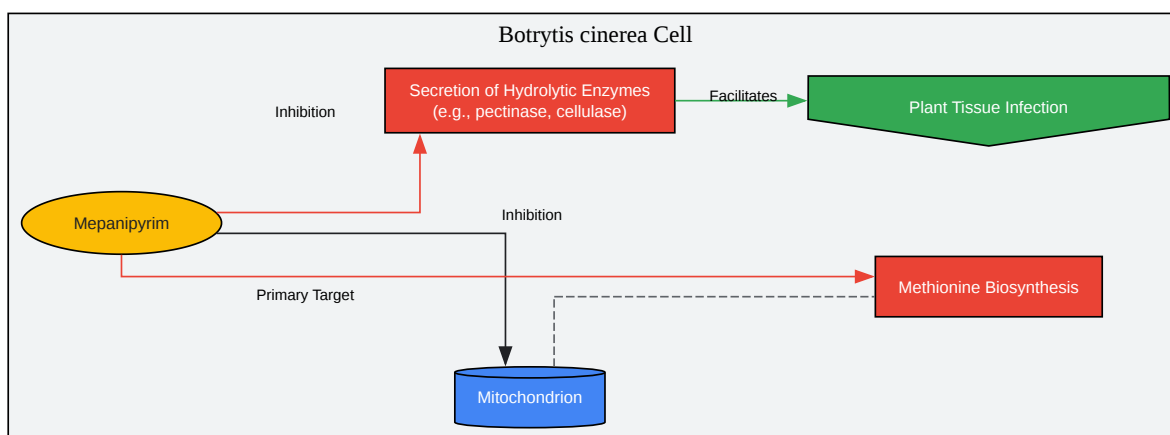 Botrytis cinerea Cell
Secretion of Hydrolytic Enzymes
(e.g., pectinase, cellulase)
Facilitates
Plant Tissue Infection
Inhibition
Mepanipyrim
Inhibition
Primary Target
Methionine Biosynthesis
Mitochondrion